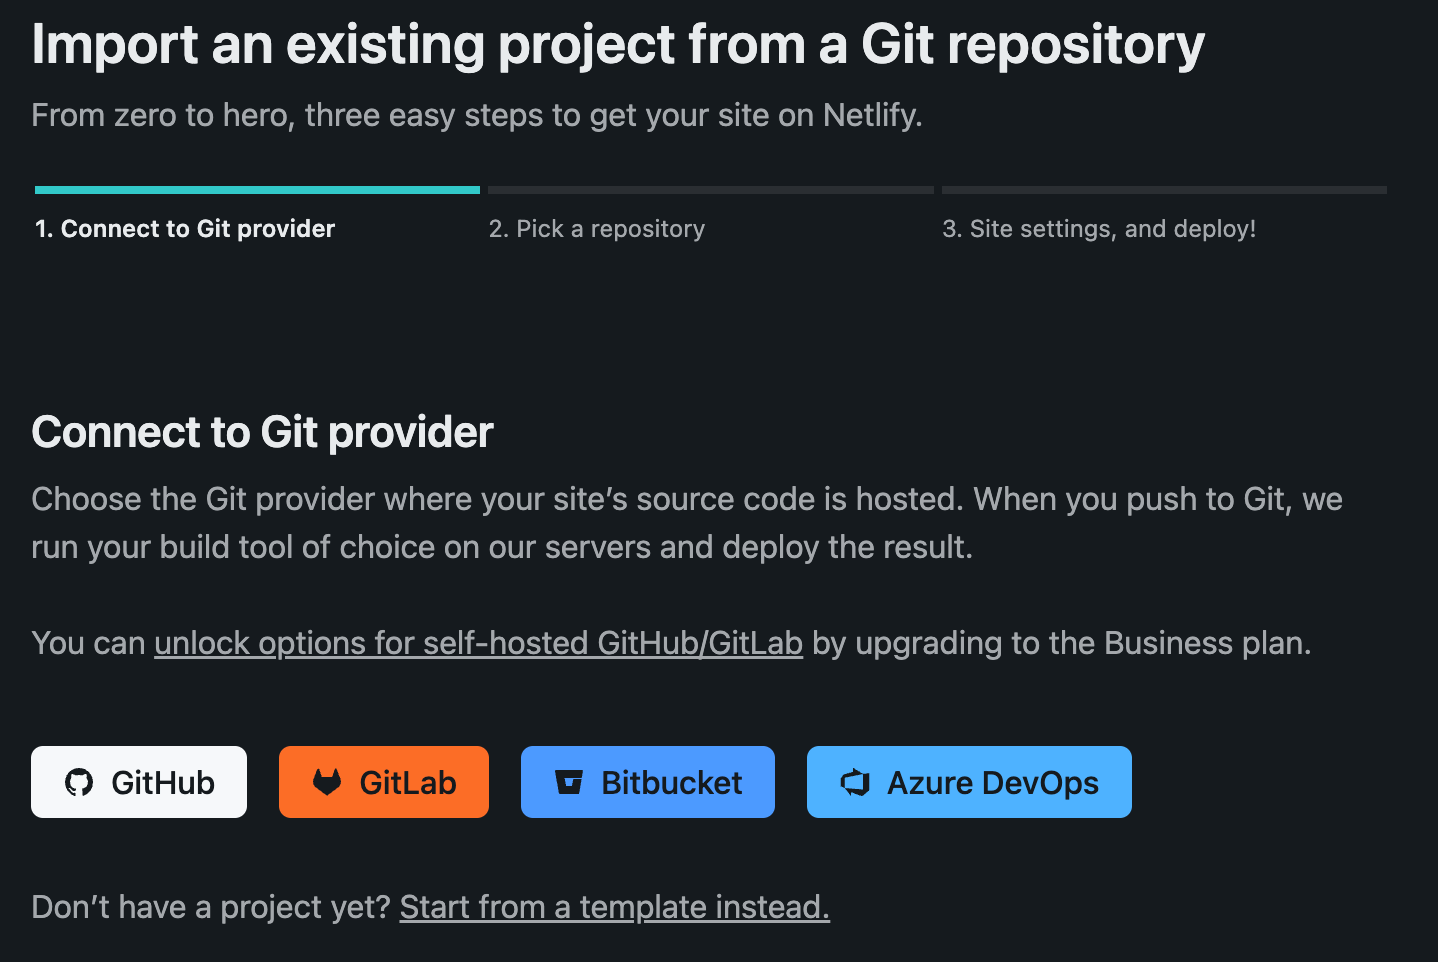 Import an existing project from a Git repository
From zero to hero, three easy steps to get your site on Netlify.
1. Connect to Git provider
2. Pick a repository
3. Site settings, and deploy!
Connect to Git provider
Choose the Git provider where your site’s source code is hosted. When you push to Git, we
run your build tool of choice on our servers and deploy the result.
You can unlock options for self-hosted GitHub/GitLab by upgrading to the Business plan.
GitHub
GitLab
Bitbucket
Azure DevOps
Don’t have a project yet? Start from a template instead.